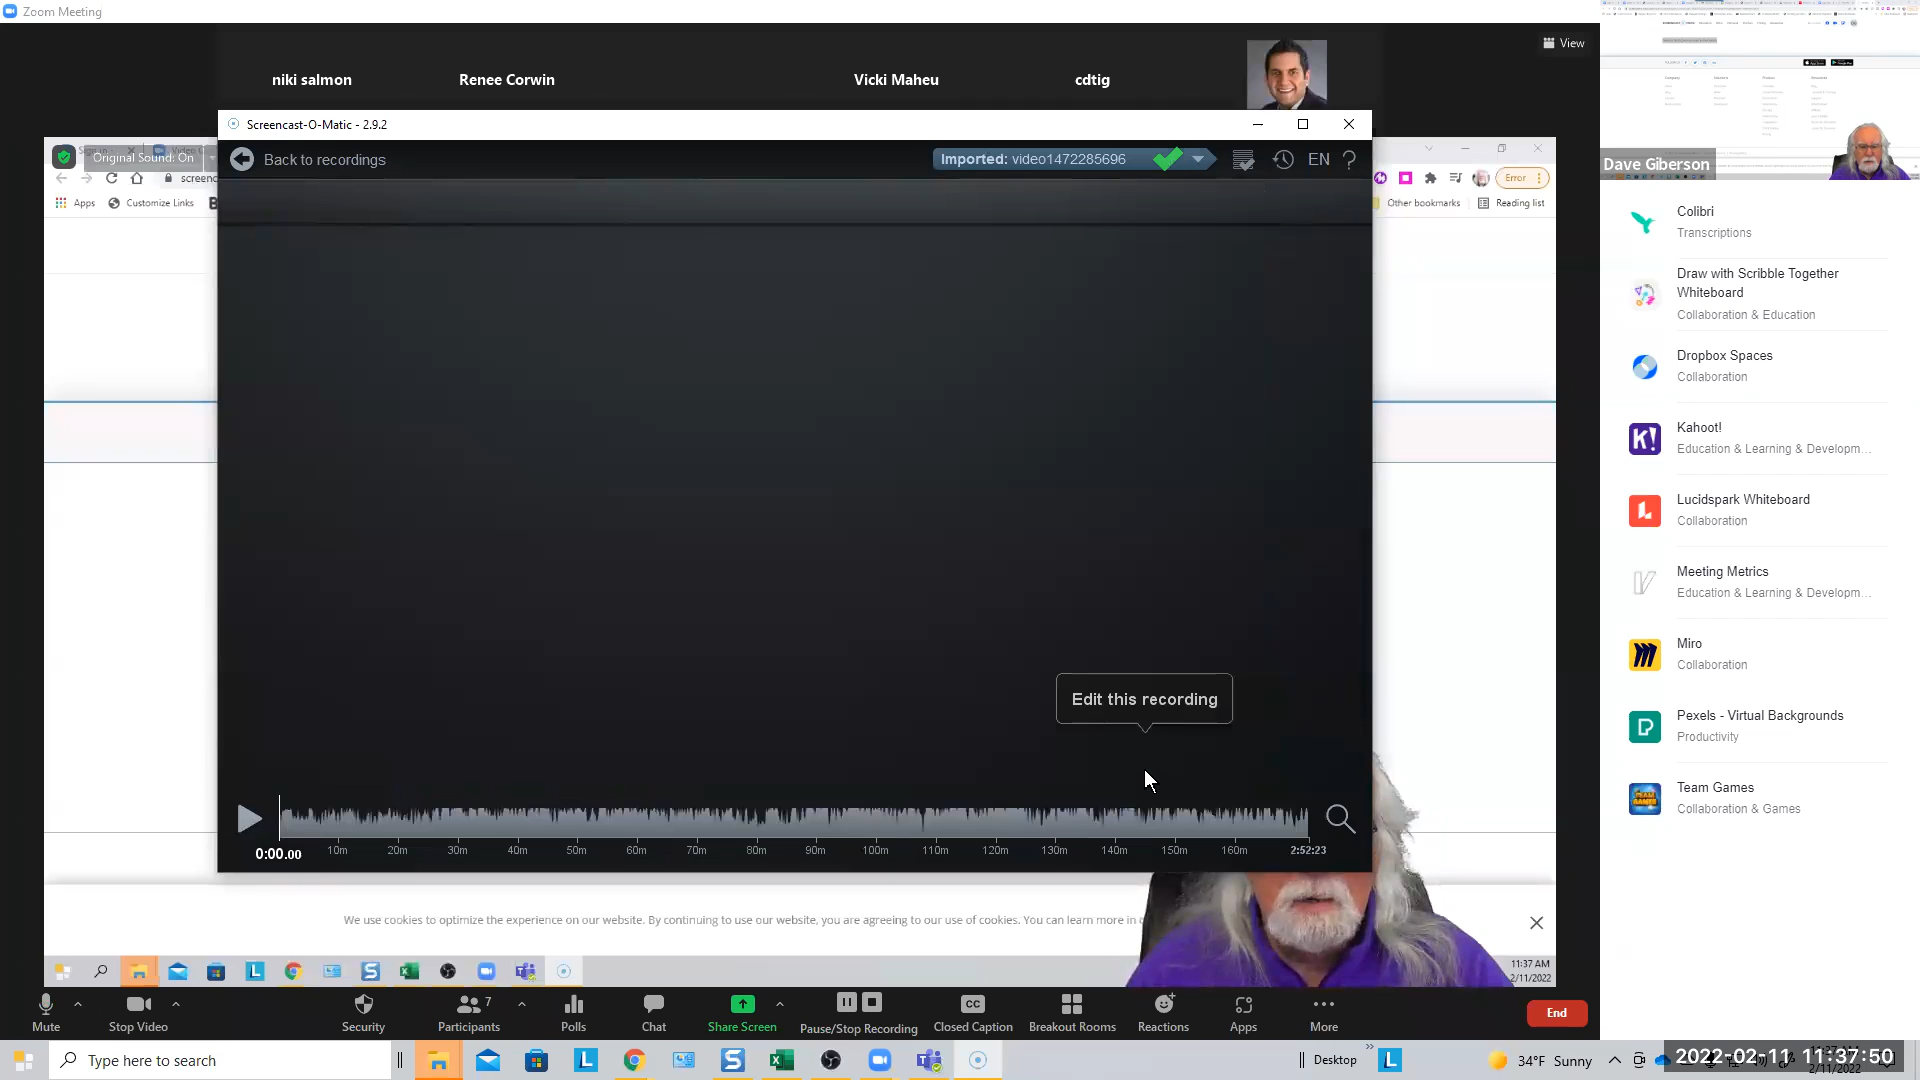 Zoom Meeting
View
niki salmon
Renee Corwin
Vicki Maheu
cdtig
Screencast-O-Matic - 2.9.2
Original Sound: On
Back to recordings
Imported: video1472285696
EN
?
screenc
Error
Apps
Customize Links
Other bookmarks
Reading list
Dave Giberson
Colibri
Transcriptions
Draw with Scribble Together
Whiteboard
Collaboration & Education
Dropbox Spaces
Collaboration
Kahoot!
Education & Learning & Developm...
Lucidspark Whiteboard
Collaboration
Meeting Metrics
Education & Learning & Developm...
Miro
Collaboration
Pexels - Virtual Backgrounds
Productivity
Team Games
Collaboration & Games
Edit this recording
0:00.00
10m 20m 30m 40m 50m 60m 70m 80m 90m 100m 110m 120m 130m 140m 150m 160m 2:52:23
We use cookies to optimize the experience on our website. By continuing to use our website, you are agreeing to our use of cookies. You can learn more in
11:37 AM
2/11/2022
Mute
Stop Video
Security
Participants
7
Polls
Chat
Share Screen
Pause/Stop Recording
CC
Closed Caption
Breakout Rooms
Reactions
Apps
More
End
Type here to search
Desktop
34°F Sunny
2022-02-11 11:37:50
2/11/2022